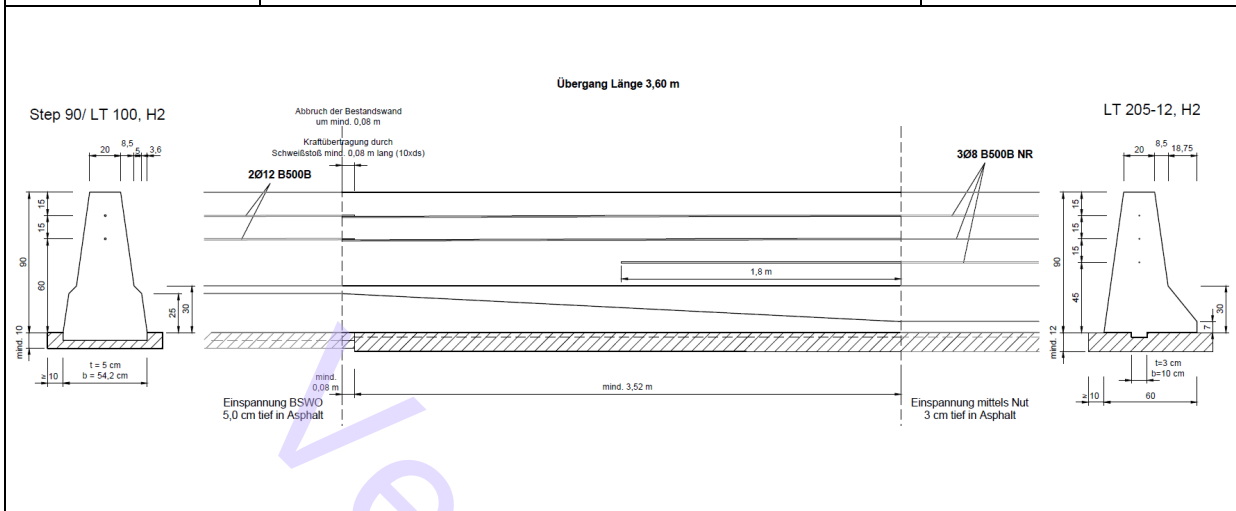 Übergang Länge 3,60 m
Step 90/ LT 100, H2
LT 205-12, H2
Abbruch der Bestandswand
um mind. 0,08 m
Kraftübertragung durch
Schweißstoß mind. 0,08 m lang (10xds)
2Ø12 B500B
3Ø8 B500B NR
20
8,5
5
3,6
15
15
90
60
25
30
mind. 10
≥ 10
t = 5 cm
b = 54,2 cm
1,8 m
mind.
0,08 m
mind. 3,52 m
Einspannung BSWO
5,0 cm tief in Asphalt
Einspannung mittels Nut
3 cm tief in Asphalt
20
8,5
18,75
15
15
15
90
45
30
7
mind. 12
t=3 cm
b=10 cm
≥ 10
60
Ve